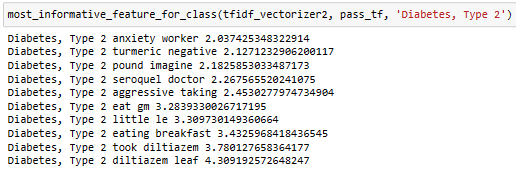 most_informative_feature_for_class(tfidf_vectorizer2, pass_tf, 'Diabetes, Type 2')
Diabetes, Type 2 anxiety worker 2.037425348322914
Diabetes, Type 2 turmeric negative 2.1271232906200117
Diabetes, Type 2 pound imagine 2.1825853033487173
Diabetes, Type 2 seroquel doctor 2.267565520241075
Diabetes, Type 2 aggressive taking 2.4530277974734904
Diabetes, Type 2 eat gm 3.2839330026717195
Diabetes, Type 2 little le 3.309730149360664
Diabetes, Type 2 eating breakfast 3.4325968418436545
Diabetes, Type 2 took diltiazem 3.780127658364177
Diabetes, Type 2 diltiazem leaf 4.309192572648247